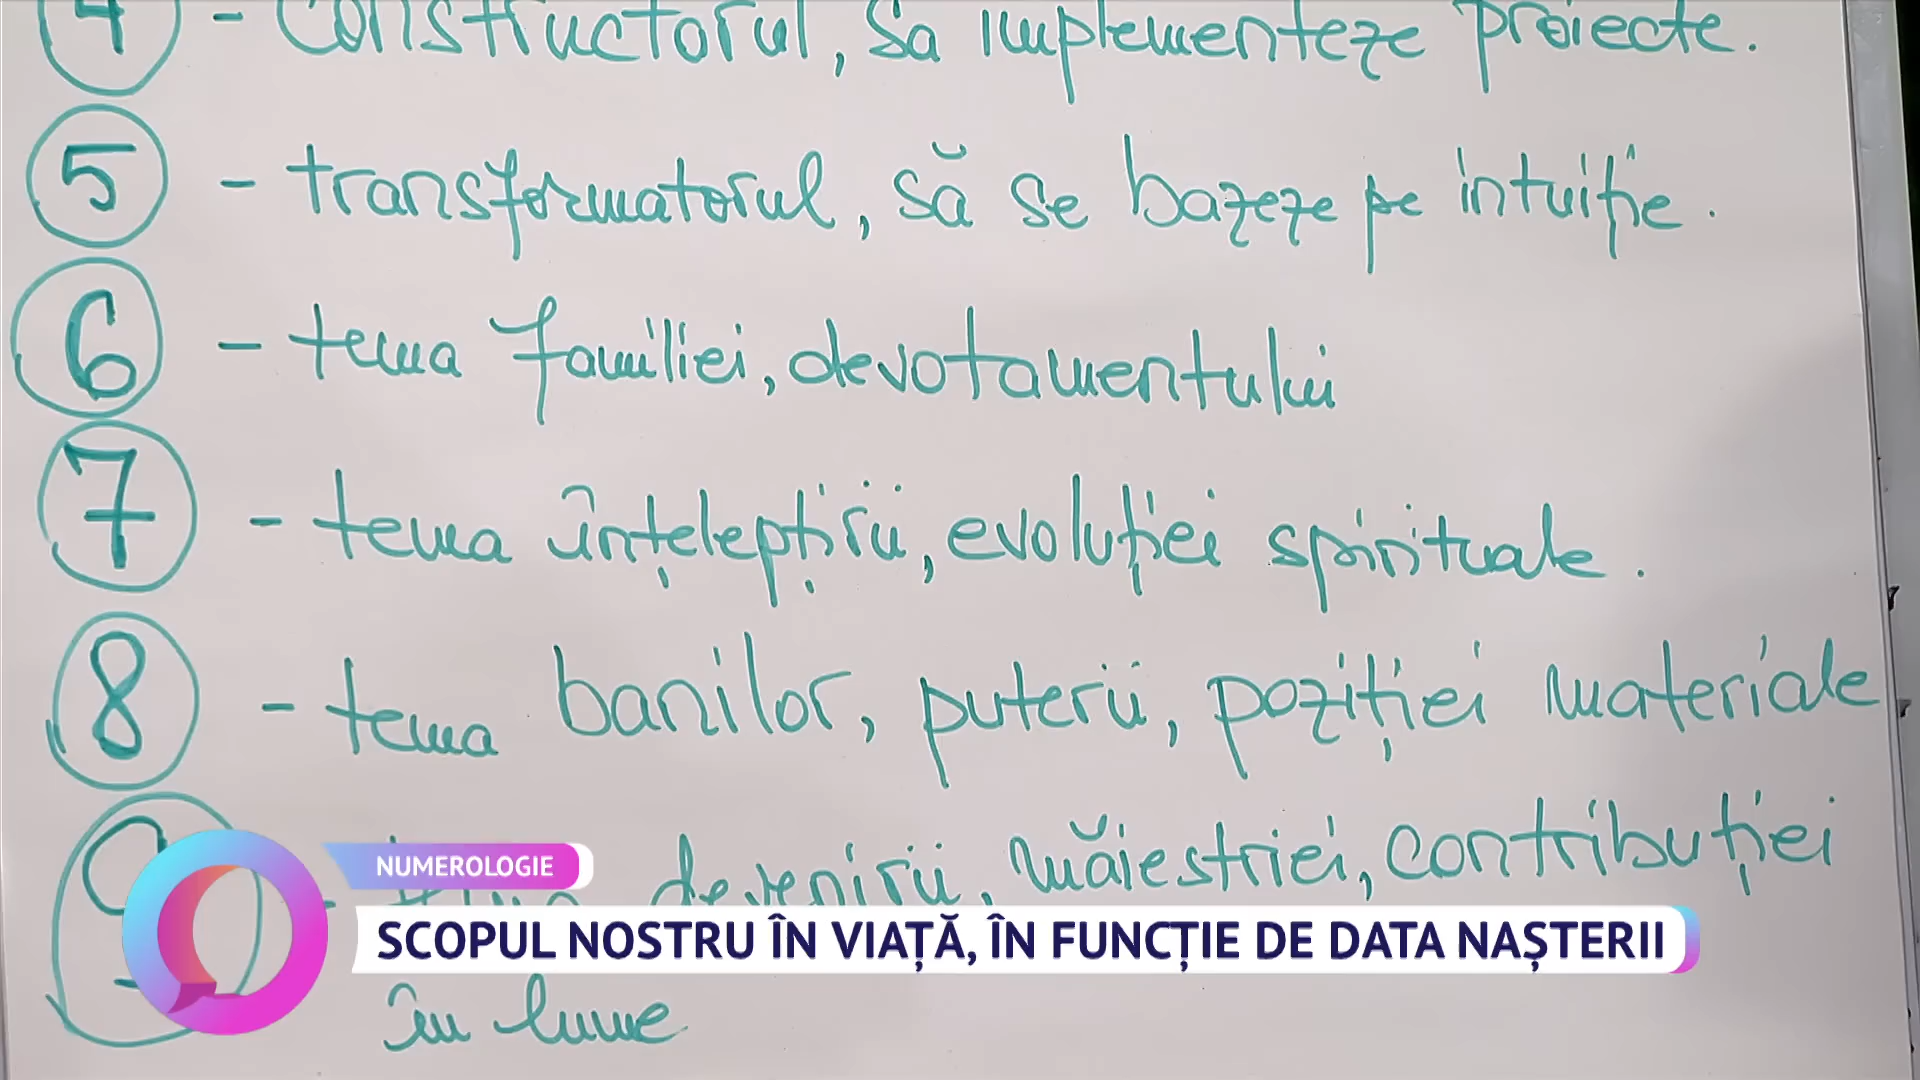 4 - Constructorul, să implementeze proiecte.
5 - transformatorul, să se bazeze pe intuiție.
6 - tema familiei, devotamentului
7 - tema înțelepțirii, evoluției spirituale.
8 - tema banilor, puterii, poziției materiale
9 - devenirii, măiestriei, contribuției
NUMEROLOGIE
SCOPUL NOSTRU ÎN VIAȚĂ, ÎN FUNCȚIE DE DATA NAȘTERII
în lume